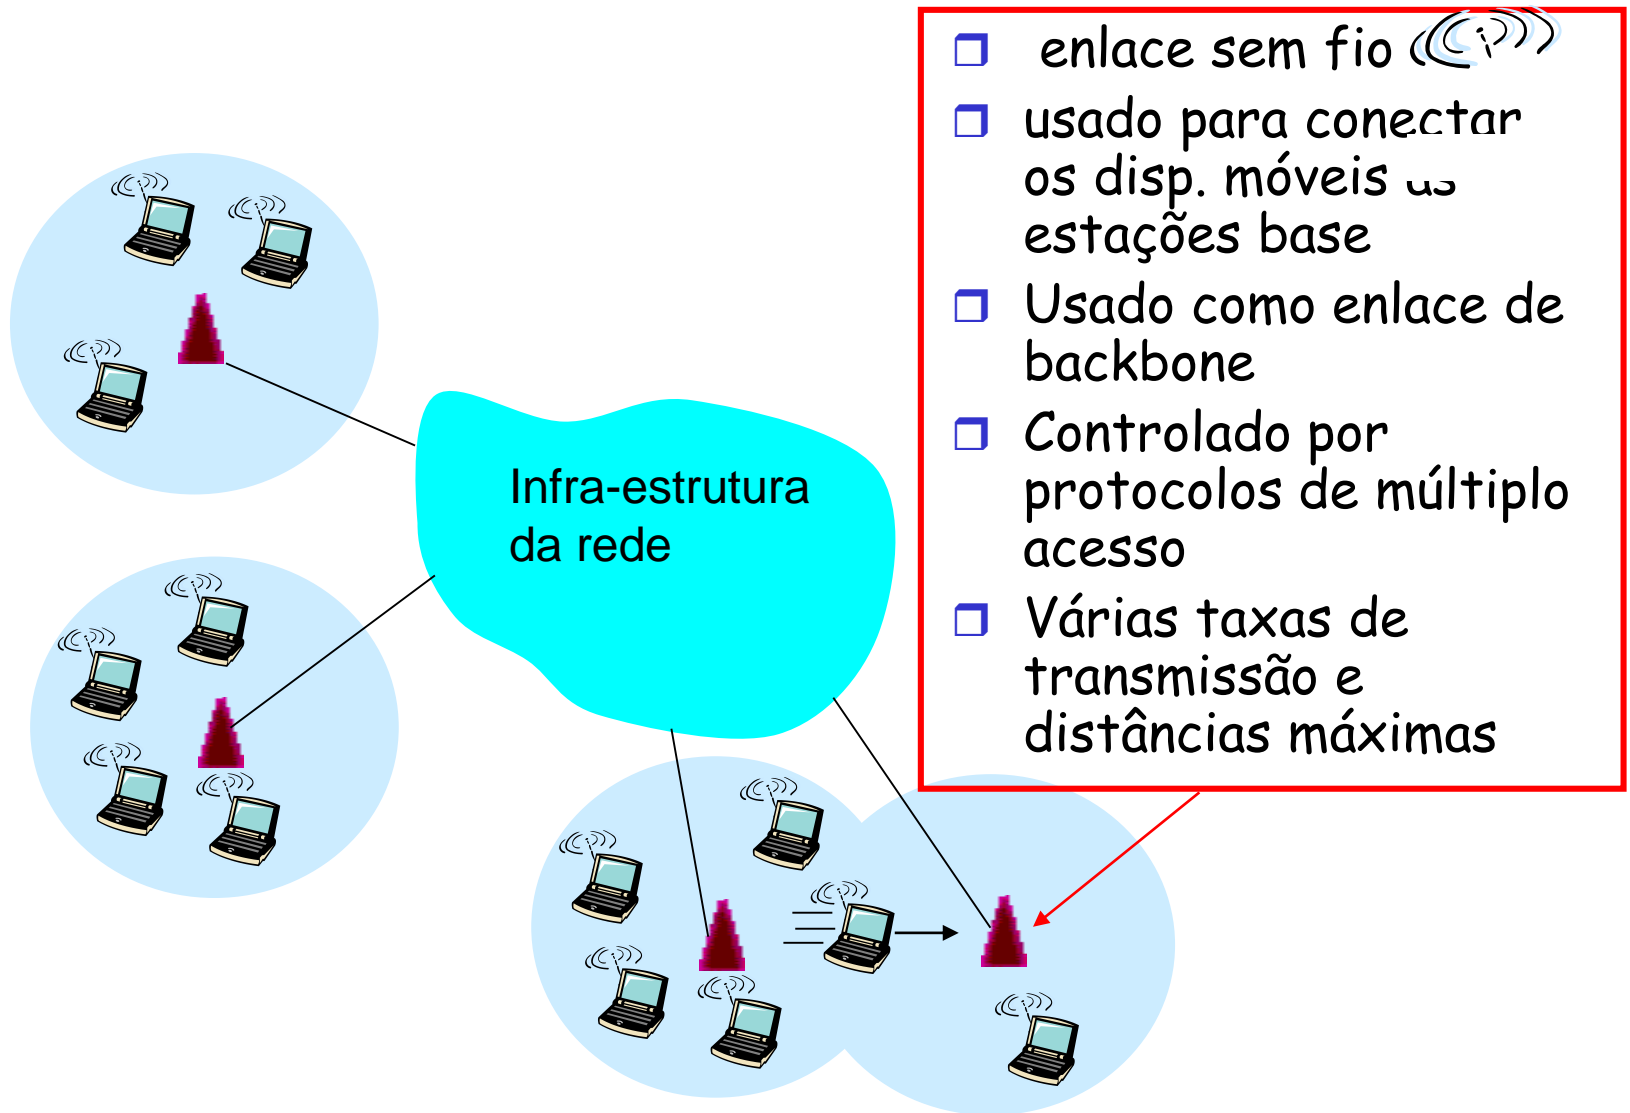 enlace sem fio
usado para conectar
os disp. móveis
estações base
Usado como enlace de
backbone
Controlado por
protocolos de múltiplo
acesso
Várias taxas de
transmissão e
distâncias máximas
Infra-estrutura
da rede